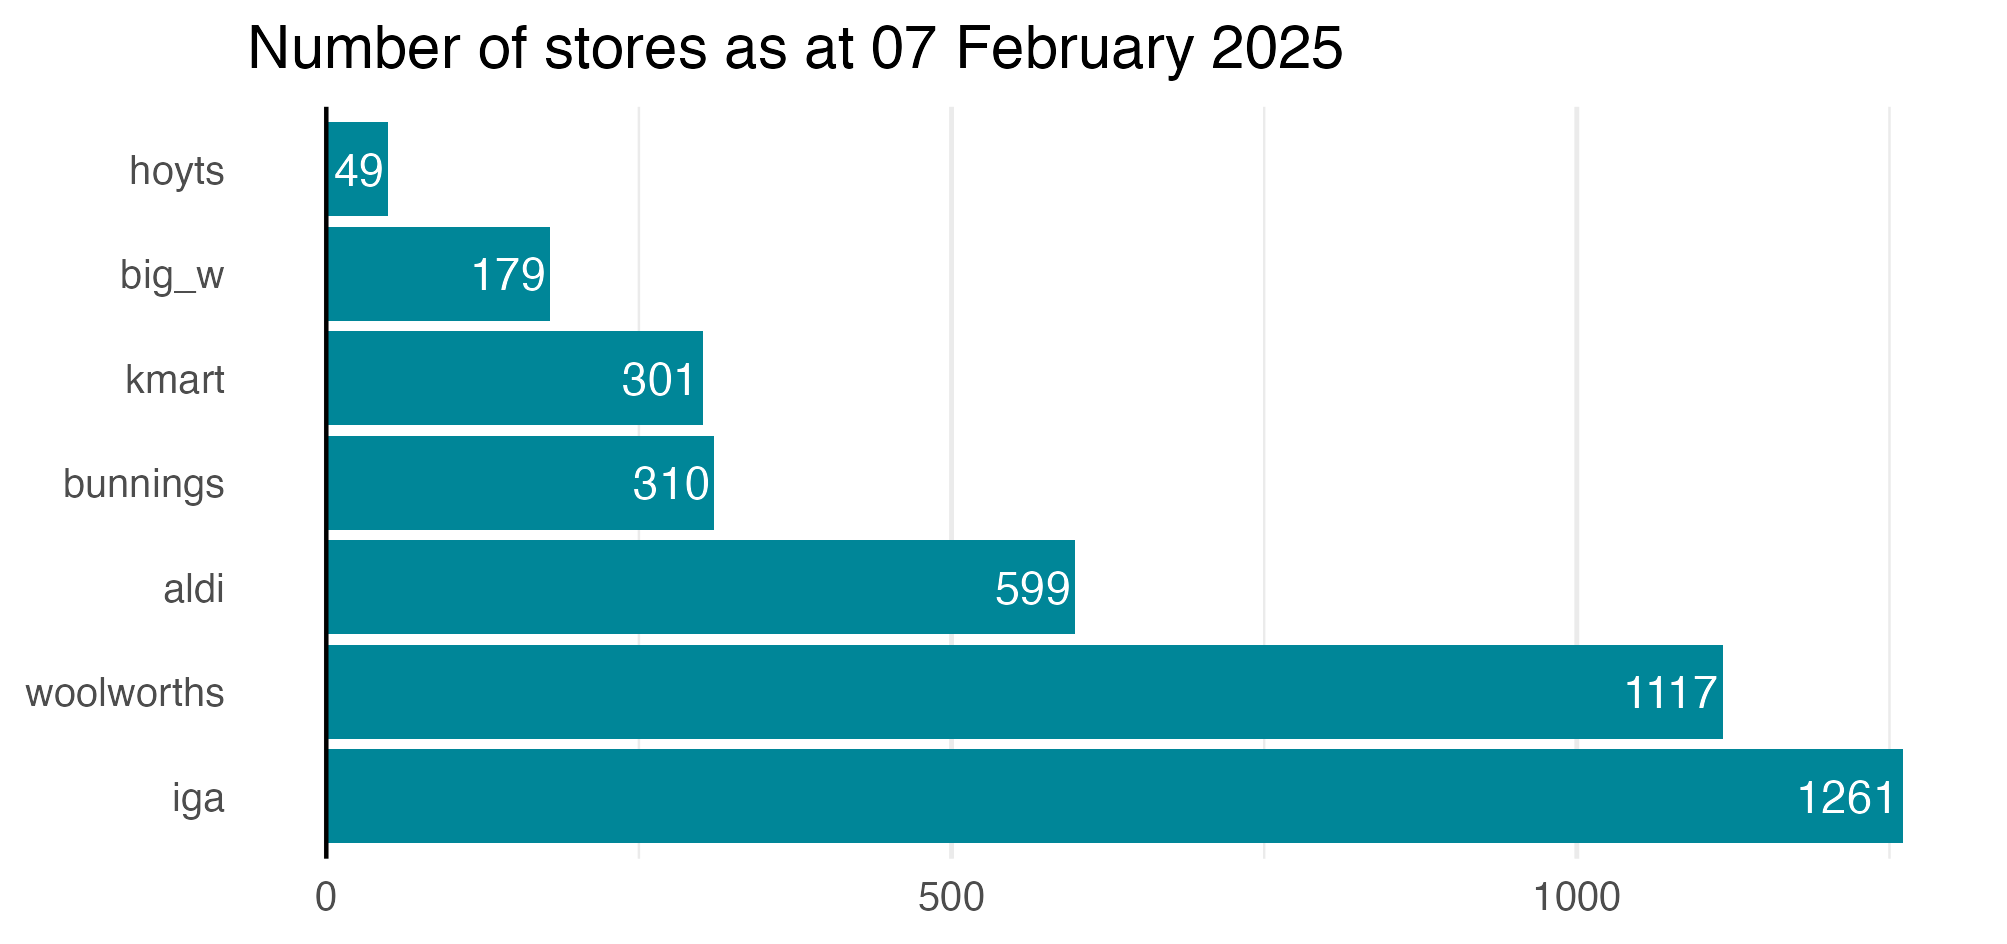 Number of stores as at 07 February 2025
hoyts 49
big_w 179
kmart 301
bunnings 310
aldi 599
woolworths 1117
iga 1261
0 500 1000